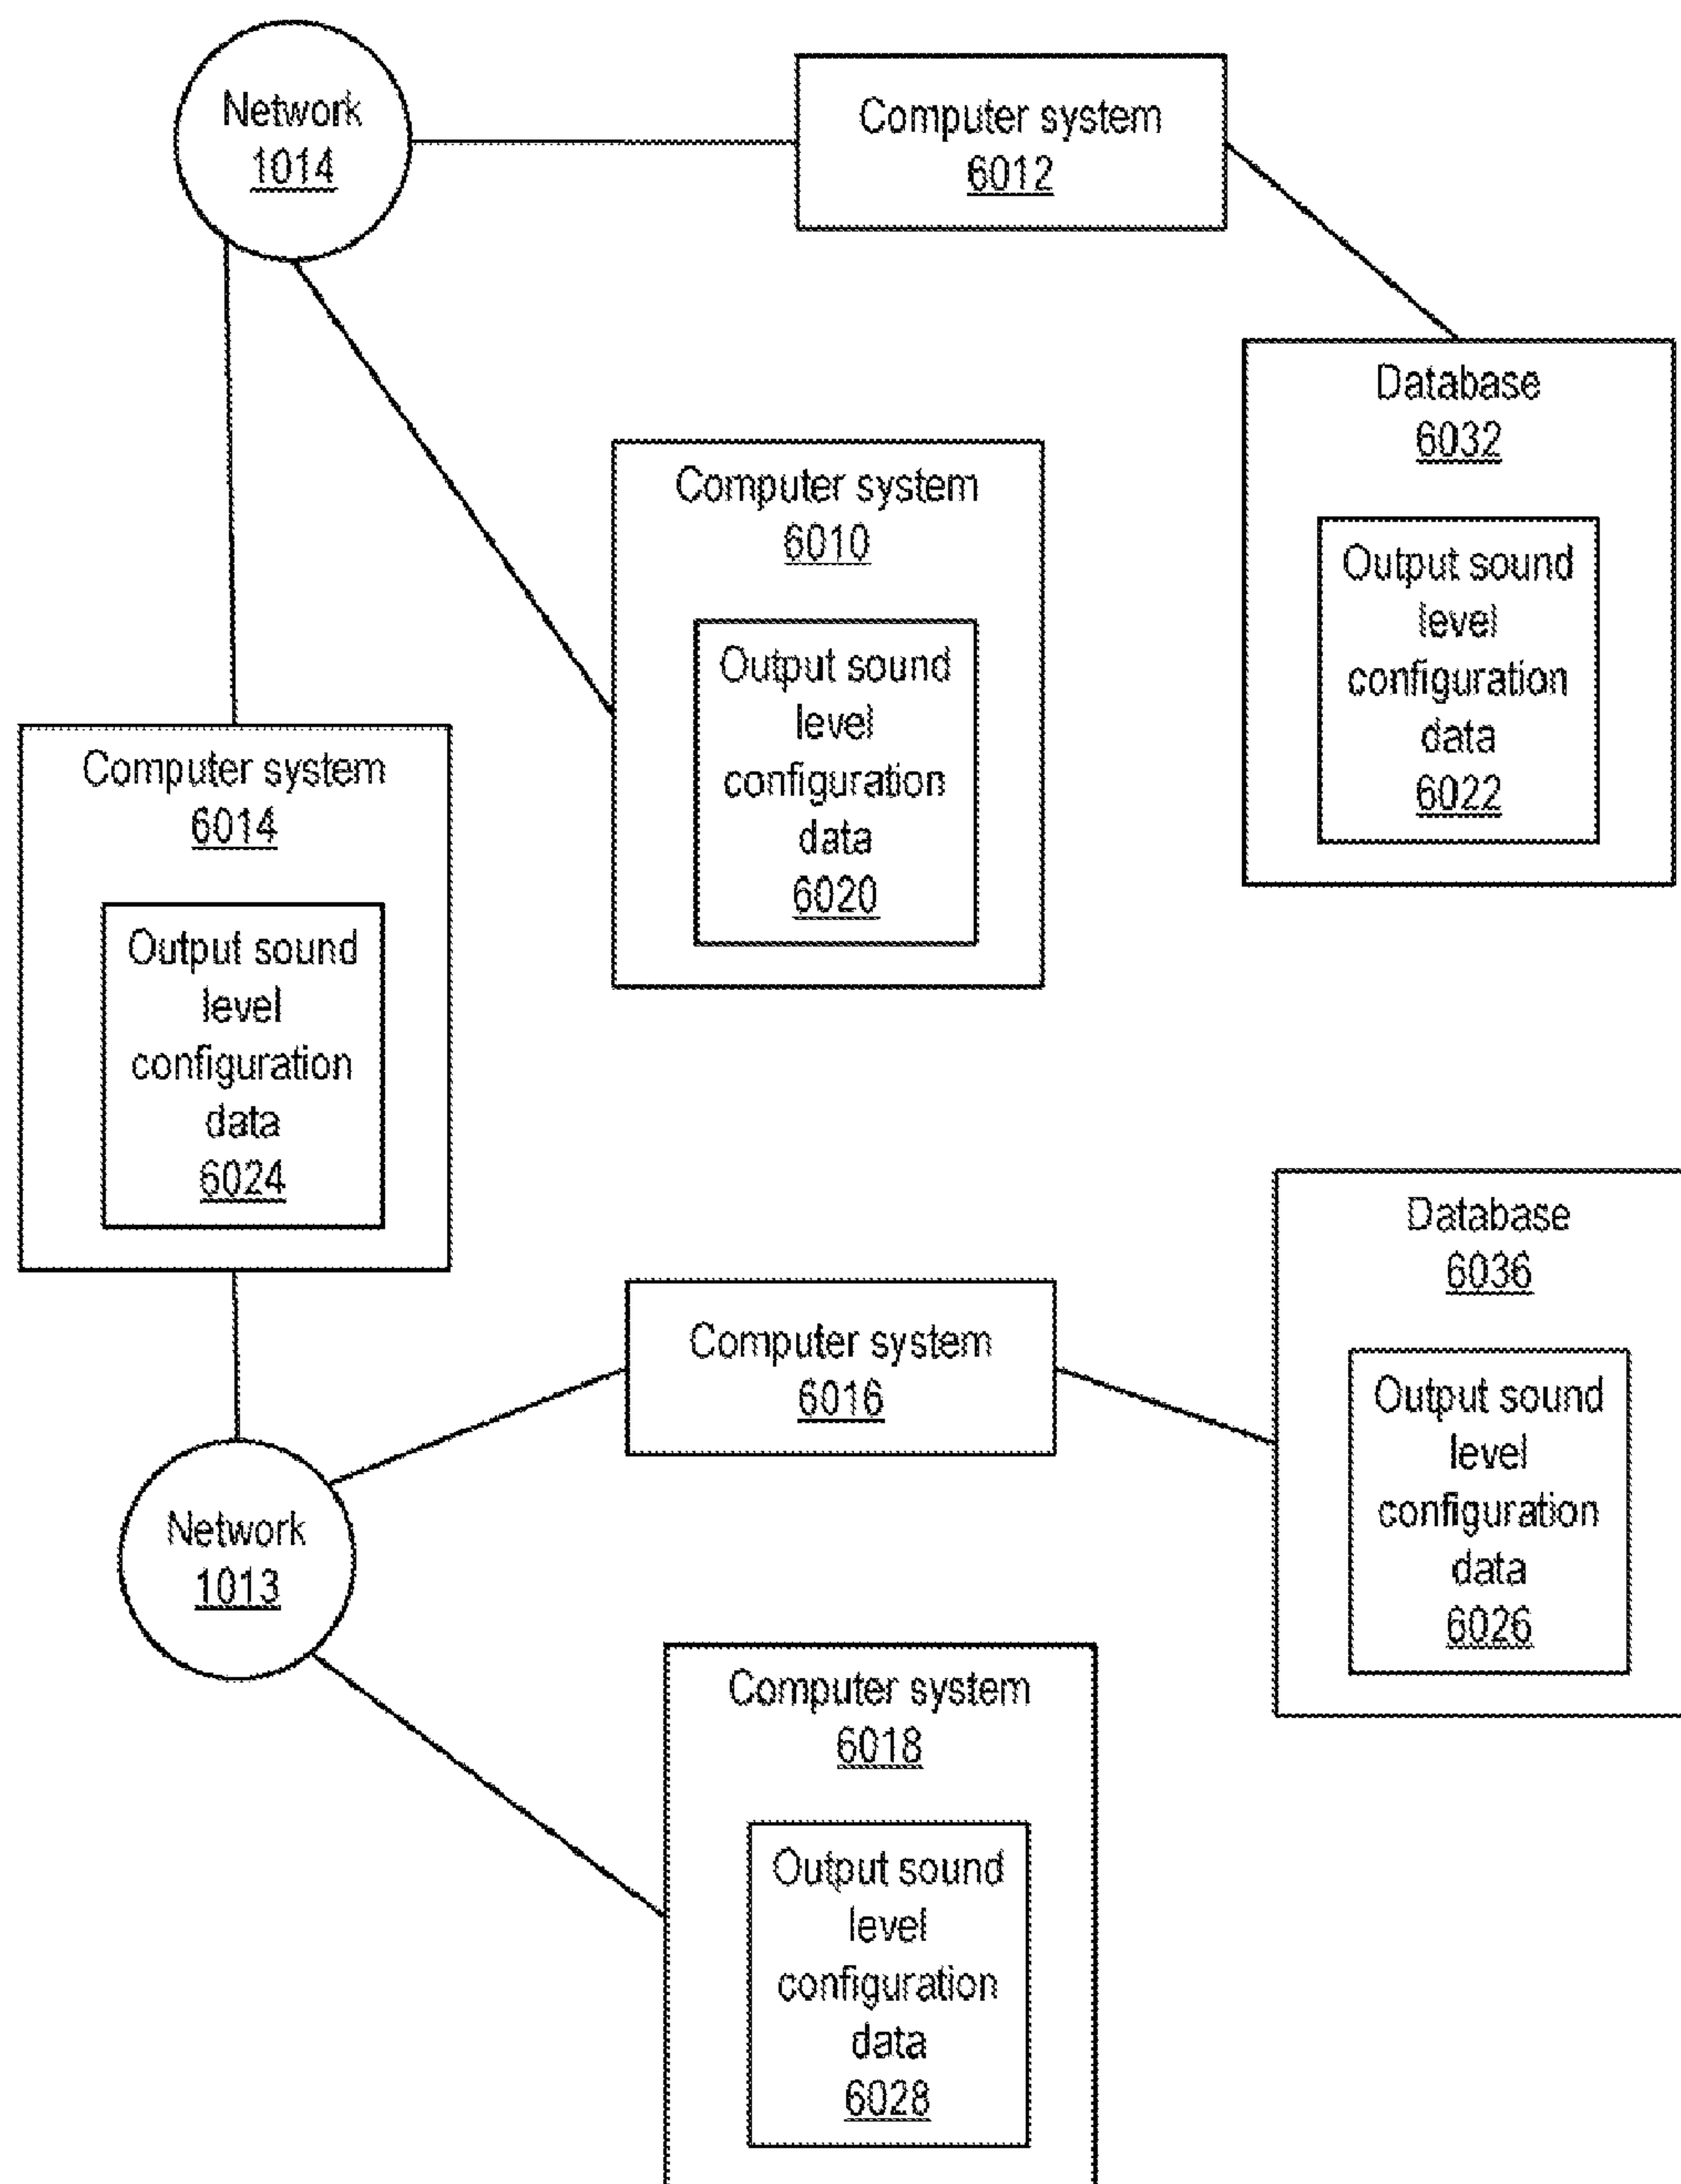 Network
1014
Computer system
6012
Database
6032
Output sound
level
configuration
data
6022
Computer system
6010
Output sound
level
configuration
data
6020
Computer system
6014
Output sound
level
configuration
data
6024
Database
6036
Output sound
level
configuration
data
6026
Computer system
6016
Network
1013
Computer system
6018
Output sound
level
configuration
data
6028